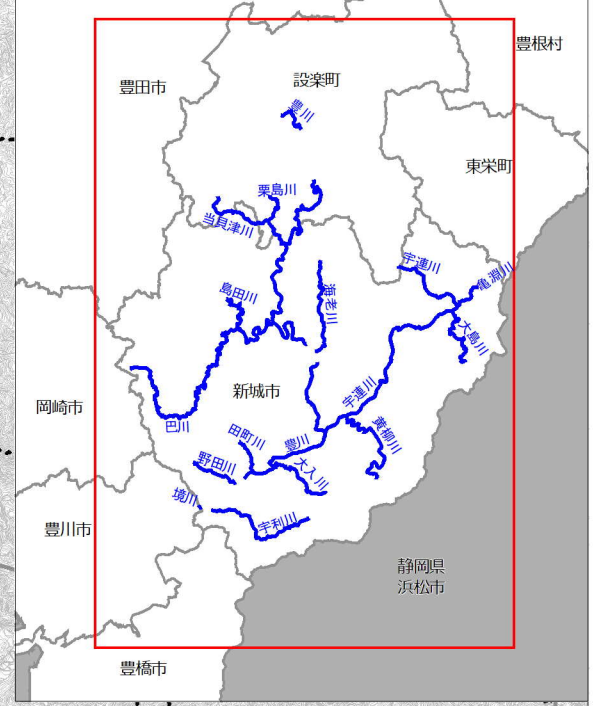 豊根村
豊田市
設楽町
豊川
東栄町
栗島川
当貝津川
宇連川
亀淵川
島田川
海老川
大島川
新城市
宇連川
岡崎市
巴川
田町川
豊川
黄柳川
野田川
大入川
境川
宇利川
豊川市
静岡県
浜松市
豊橋市